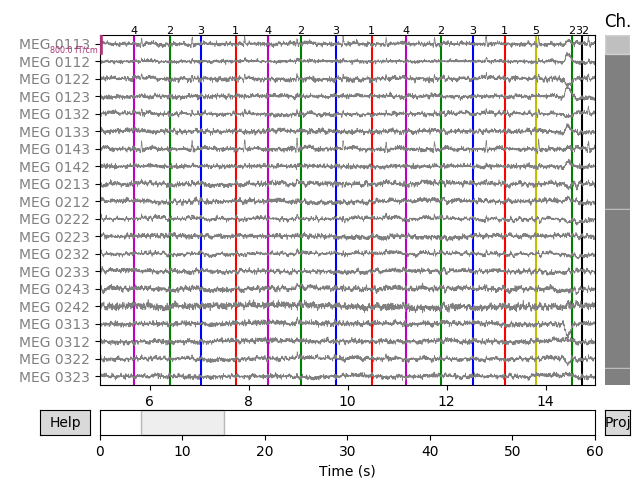 Ch.
4 2 3 1 4 2 3 1 4 2 3 1 5 2 32
MEG 0113
800.0 fT/cm
MEG 0112
MEG 0122
MEG 0123
MEG 0132
MEG 0133
MEG 0143
MEG 0142
MEG 0213
MEG 0212
MEG 0222
MEG 0223
MEG 0232
MEG 0233
MEG 0243
MEG 0242
MEG 0313
MEG 0312
MEG 0322
MEG 0323
6 8 10 12 14
Help
Proj
0 10 20 30 40 50 60
Time (s)